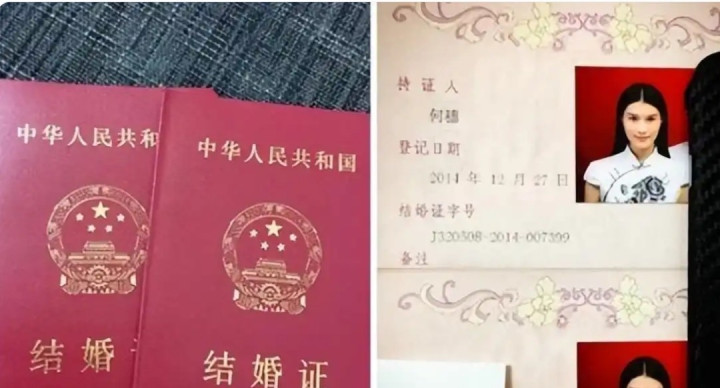 中华人民共和
结婚
中华人民共和国
结婚证
持证人
何穗
登记日期
2014 年 12 月 27 日
结婚证字号
J320508-2014-007399
备注